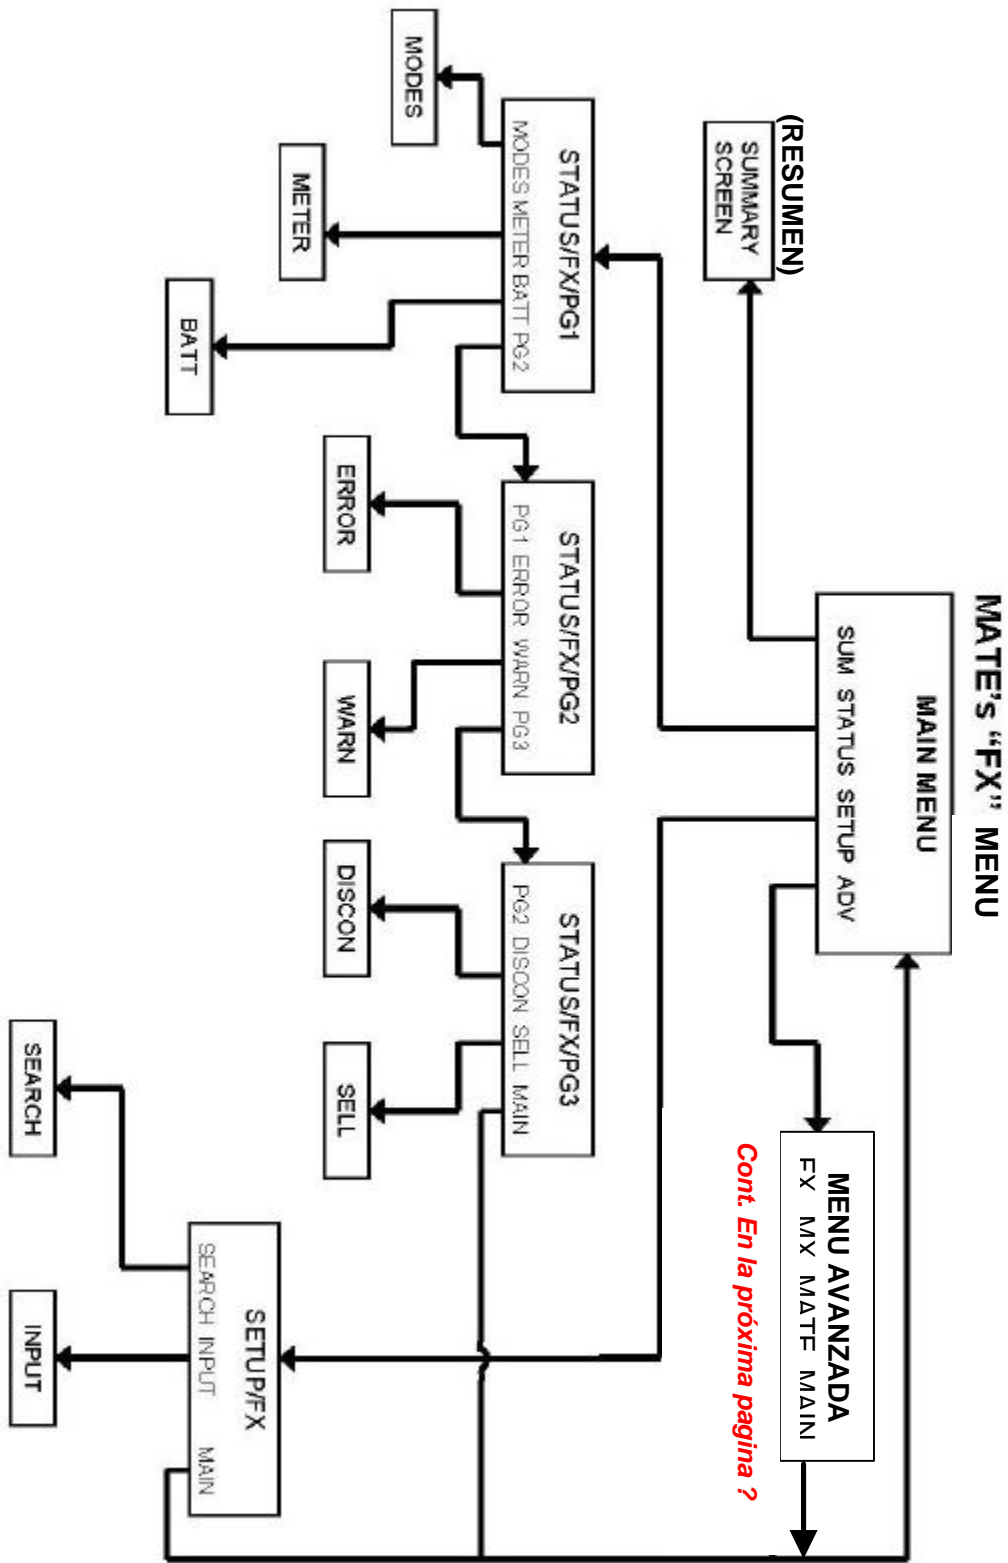 MATE's "FX" MENU
MAIN MENU
SUM STATUS SETUP ADV
(RESUMEN)
SUMMARY
SCREEN
MENU AVANZADA
FX MX MATE MAIN
Cont. En la próxima pagina ?
STATUS/FX/PG1
MODES METER BATT PG2
STATUS/FX/PG2
PG1 ERROR WARN PG3
STATUS/FX/PG3
PG2 DISCON SELL MAIN
MODES
METER
BATT
ERROR
WARN
DISCON
SELL
SETUP/FX
SEARCH INPUT MAIN
SEARCH
INPUT